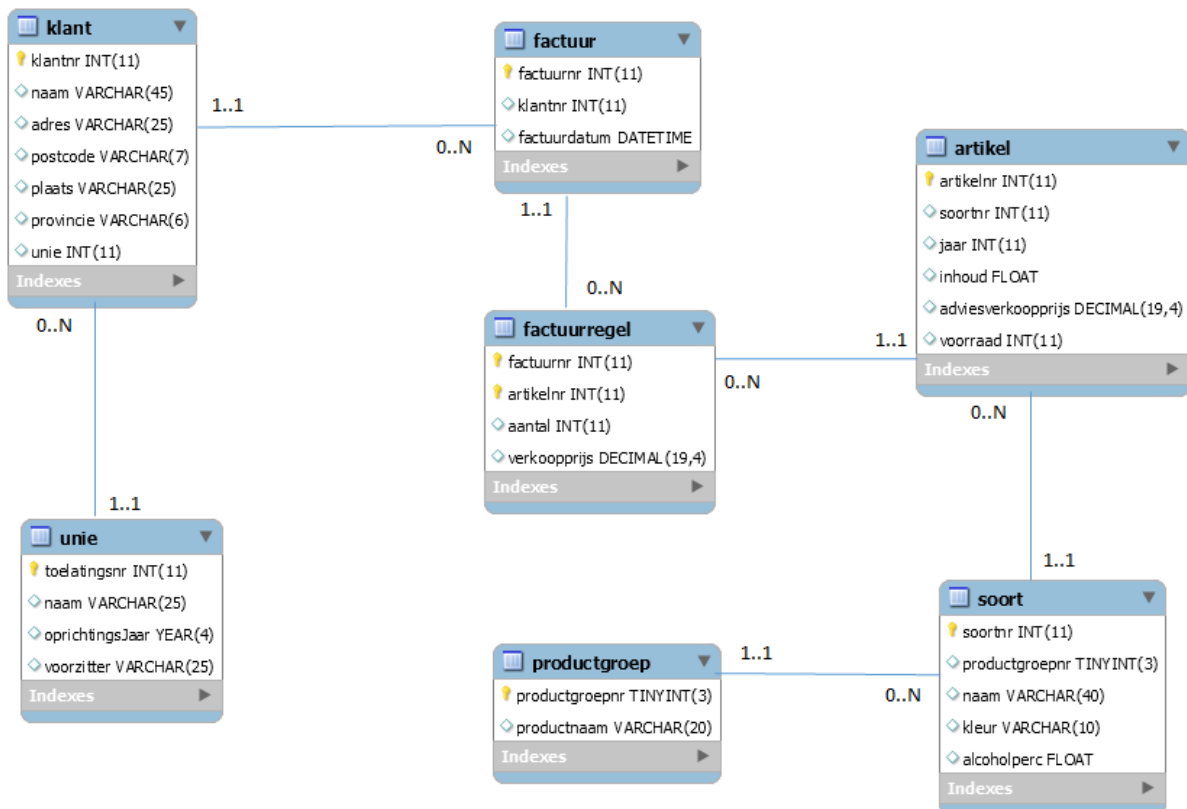 klant
klantnr INT(11)
naam VARCHAR(45)
adres VARCHAR(25)
postcode VARCHAR(7)
plaats VARCHAR(25)
provincie VARCHAR(6)
unie INT(11)
Indexes
1..1
0..N
factuur
factuurnr INT(11)
klantnr INT(11)
factuurdatum DATETIME
Indexes
1..1
0..N
artikel
artikelnr INT(11)
soortnr INT(11)
jaar INT(11)
inhoud FLOAT
adviesverkoopprijs DECIMAL(19,4)
voorraad INT(11)
Indexes
0..N
factuurregel
factuurnr INT(11)
artikelnr INT(11)
aantal INT(11)
verkoopprijs DECIMAL(19,4)
Indexes
1..1
0..N
0..N
1..1
unie
toelatingsnr INT(11)
naam VARCHAR(25)
oprichtingsJaar YEAR(4)
voorzitter VARCHAR(25)
Indexes
productgroep
productgroepnr TINYINT(3)
productnaam VARCHAR(20)
Indexes
1..1
0..N
1..1
soort
soortnr INT(11)
productgroepnr TINYINT(3)
naam VARCHAR(40)
kleur VARCHAR(10)
alcoholperc FLOAT
Indexes